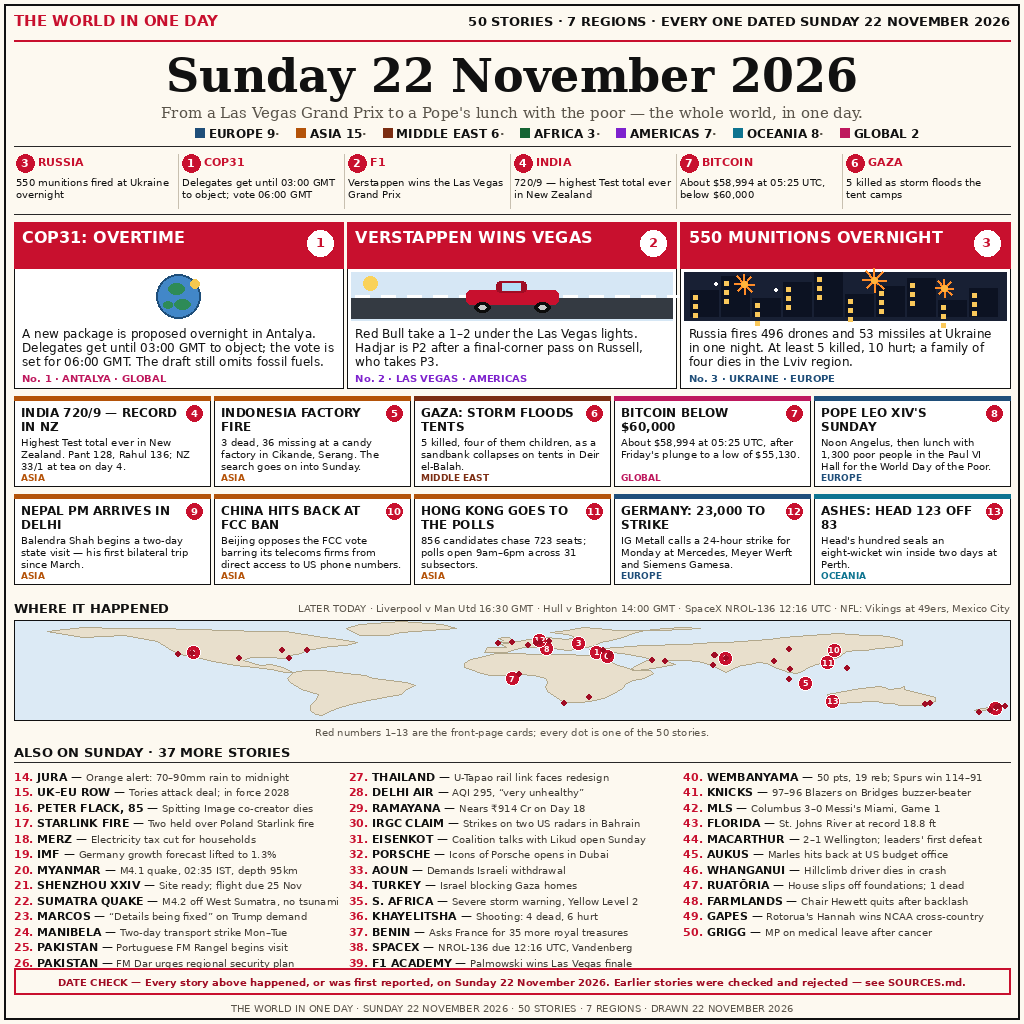 THE WORLD IN ONE DAY
50 STORIES · 7 REGIONS · EVERY ONE DATED SUNDAY 22 NOVEMBER 2026
Sunday 22 November 2026
From a Las Vegas Grand Prix to a Pope's lunch with the poor — the whole world, in one day.
EUROPE 9· ASIA 15· MIDDLE EAST 6· AFRICA 3· AMERICAS 7· OCEANIA 8· GLOBAL 2
3 RUSSIA
550 munitions fired at Ukraine
overnight
1 COP31
Delegates get until 03:00 GMT
to object; vote 06:00 GMT
2 F1
Verstappen wins the Las Vegas
Grand Prix
4 INDIA
720/9 — highest Test total ever
in New Zealand
7 BITCOIN
About $58,994 at 05:25 UTC,
below $60,000
6 GAZA
5 killed as storm floods the
tent camps
COP31: OVERTIME
1
A new package is proposed overnight in Antalya.
Delegates get until 03:00 GMT to object; the vote is
set for 06:00 GMT. The draft still omits fossil fuels.
No. 1 · ANTALYA · GLOBAL
VERSTAPPEN WINS VEGAS
2
Red Bull take a 1–2 under the Las Vegas lights.
Hadjar is P2 after a final-corner pass on Russell,
who takes P3.
No. 2 · LAS VEGAS · AMERICAS
550 MUNITIONS OVERNIGHT
3
Russia fires 496 drones and 53 missiles at Ukraine
in one night. At least 5 killed, 10 hurt; a family of
four dies in the Lviv region.
No. 3 · UKRAINE · EUROPE
INDIA 720/9 — RECORD
IN NZ
4
Highest Test total ever in New
Zealand. Pant 128, Rahul 136; NZ
33/1 at tea on day 4.
ASIA
INDONESIA FACTORY
FIRE
5
3 dead, 36 missing at a candy
factory in Cikande, Serang. The
search goes on into Sunday.
ASIA
GAZA: STORM FLOODS
TENTS
6
5 killed, four of them children, as a
sandbank collapses on tents in Deir
el-Balah.
MIDDLE EAST
BITCOIN BELOW
$60,000
7
About $58,994 at 05:25 UTC, after
Friday's plunge to a low of $55,130.
GLOBAL
POPE LEO XIV'S
SUNDAY
8
Noon Angelus, then lunch with
1,300 poor people in the Paul VI
Hall for the World Day of the Poor.
EUROPE
NEPAL PM ARRIVES IN
DELHI
9
Balendra Shah begins a two-day
state visit — his first bilateral trip
since March.
ASIA
CHINA HITS BACK AT
FCC BAN
10
Beijing opposes the FCC vote
barring its telecoms firms from
direct access to US phone numbers.
ASIA
HONG KONG GOES TO
THE POLLS
11
856 candidates chase 723 seats;
polls open 9am–6pm across 31
subsectors.
ASIA
GERMANY: 23,000 TO
STRIKE
12
IG Metall calls a 24-hour strike for
Monday at Mercedes, Meyer Werft
and Siemens Gamesa.
EUROPE
ASHES: HEAD 123 OFF
83
13
Head's hundred seals an
eight-wicket win inside two days at
Perth.
OCEANIA
WHERE IT HAPPENED
LATER TODAY · Liverpool v Man Utd 16:30 GMT · Hull v Brighton 14:00 GMT · SpaceX NROL-136 12:16 UTC · NFL: Vikings at 49ers, Mexico City
3
8
7
10
11
5
13
Red numbers 1–13 are the front-page cards; every dot is one of the 50 stories.
ALSO ON SUNDAY · 37 MORE STORIES
14. JURA — Orange alert: 70–90mm rain to midnight
15. UK–EU ROW — Tories attack deal; in force 2028
16. PETER FLACK, 85 — Spitting Image co-creator dies
17. STARLINK FIRE — Two held over Poland Starlink fire
18. MERZ — Electricity tax cut for households
19. IMF — Germany growth forecast lifted to 1.3%
20. MYANMAR — M4.1 quake, 02:35 IST, depth 95km
21. SHENZHOU XXIV — Site ready; flight due 25 Nov
22. SUMATRA QUAKE — M4.2 off West Sumatra, no tsunami
23. MARCOS — “Details being fixed” on Trump demand
24. MANIBELA — Two-day transport strike Mon–Tue
25. PAKISTAN — Portuguese FM Rangel begins visit
26. PAKISTAN — FM Dar urges regional security plan
27. THAILAND — U-Tapao rail link faces redesign
28. DELHI AIR — AQI 295, “very unhealthy”
29. RAMAYANA — Nears ₹914 Cr on Day 18
30. IRGC CLAIM — Strikes on two US radars in Bahrain
31. EISENKOT — Coalition talks with Likud open Sunday
32. PORSCHE — Icons of Porsche opens in Dubai
33. AOUN — Demands Israeli withdrawal
34. TURKEY — Israel blocking Gaza homes
35. S. AFRICA — Severe storm warning, Yellow Level 2
36. KHAYELITSHA — Shooting: 4 dead, 6 hurt
37. BENIN — Asks France for 35 more royal treasures
38. SPACEX — NROL-136 due 12:16 UTC, Vandenberg
39. F1 ACADEMY — Palmowski wins Las Vegas finale
40. WEMBANYAMA — 50 pts, 19 reb; Spurs win 114–91
41. KNICKS — 97–96 Blazers on Bridges buzzer-beater
42. MLS — Columbus 3–0 Messi's Miami, Game 1
43. FLORIDA — St. Johns River at record 18.8 ft
44. MACARTHUR — 2–1 Wellington; leaders' first defeat
45. AUKUS — Marles hits back at US budget office
46. WHANGANUI — Hillclimb driver dies in crash
47. RUATŌRIA — House slips off foundations; 1 dead
48. FARMLANDS — Chair Hewett quits after backlash
49. GAPES — Rotorua's Hannah wins NCAA cross-country
50. GRIGG — MP on medical leave after cancer
DATE CHECK — Every story above happened, or was first reported, on Sunday 22 November 2026. Earlier stories were checked and rejected — see SOURCES.md.
THE WORLD IN ONE DAY · SUNDAY 22 NOVEMBER 2026 · 50 STORIES · 7 REGIONS · DRAWN 22 NOVEMBER 2026